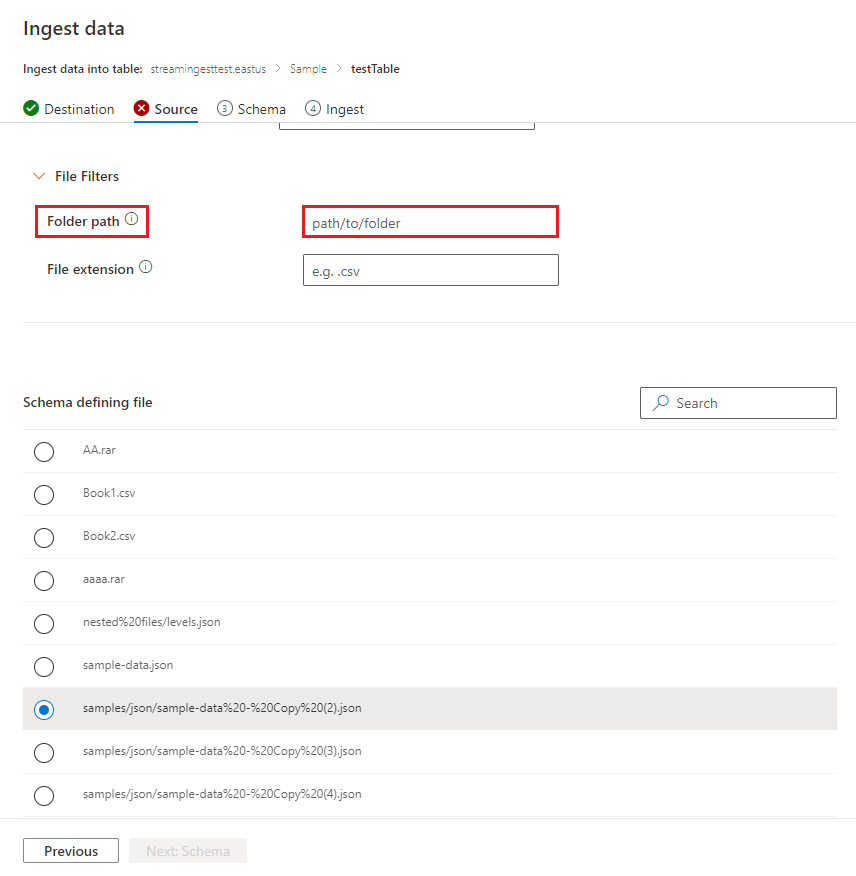 Ingest data
Ingest data into table: streamingesttest.eastus > Sample > testTable
Destination Source 3 Schema 4 Ingest
File Filters
Folder path path/to/folder
File extension e.g. .csv
Schema defining file Search
AA.rar
Book1.csv
Book2.csv
aaaa.rar
nested%20files/levels.json
sample-data.json
samples/json/sample-data%20-%20Copy%20(2).json
samples/json/sample-data%20-%20Copy%20(3).json
samples/json/sample-data%20-%20Copy%20(4).json
Previous Next: Schema